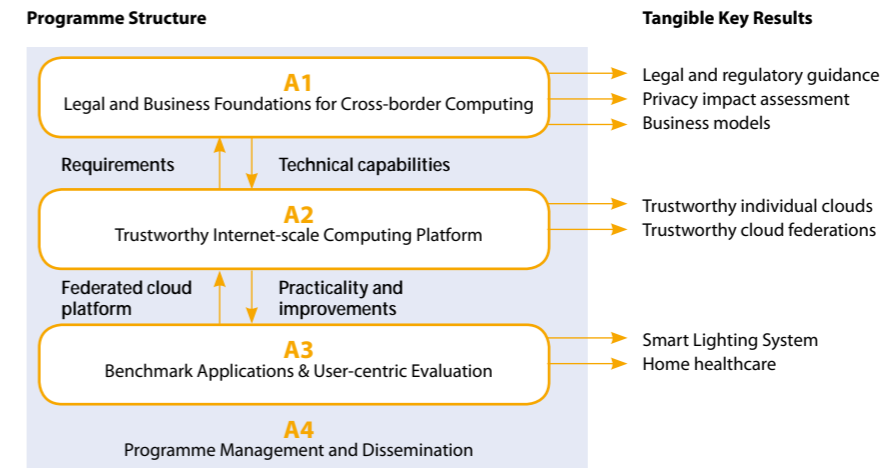 Programme Structure
Tangible Key Results
A1
Legal and Business Foundations for Cross-border Computing
Legal and regulatory guidance
Privacy impact assessment
Business models
Requirements
Technical capabilities
A2
Trustworthy Internet-scale Computing Platform
Trustworthy individual clouds
Trustworthy cloud federations
Federated cloud
platform
Practicality and
improvements
A3
Benchmark Applications & User-centric Evaluation
Smart Lighting System
Home healthcare
A4
Programme Management and Dissemination